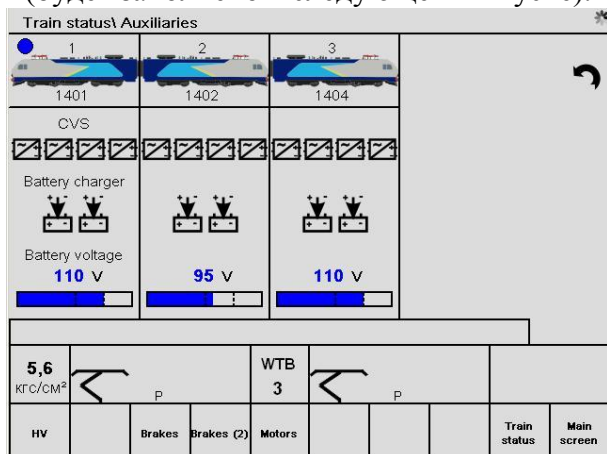 Train status\ Auxiliaries
1 2 3
1401 1402 1404
CVS
Battery charger
Battery voltage
110 V 95 V 110 V
5,6
кгс/см²
P
WTB
3
P
HV Brakes Brakes (2) Motors Train status Main screen